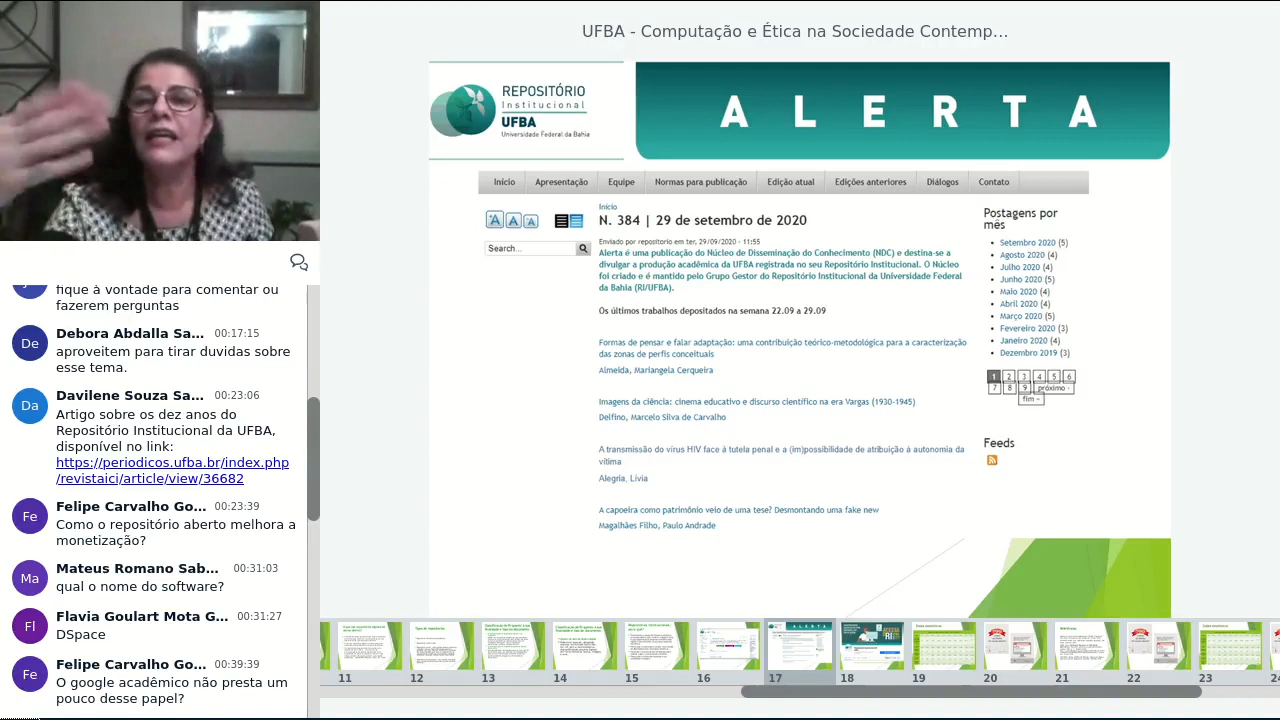 UFBA - Computação e Ética na Sociedade Contemp...
REPOSITÓRIO
Institucional
UFBA
Universidade Federal da Bahia
ALERTA
Início
Apresentação
Equipe
Normas para publicação
Edição atual
Edições anteriores
Diálogos
Contato
A A A
Search...
Início
N. 384 | 29 de setembro de 2020
Enviado por repositorio em ter, 29/09/2020 - 11:55
Alerta é uma publicação do Núcleo de Disseminação do Conhecimento (NDC) e destina-se a
divulgar a produção acadêmica da UFBA registrada no seu Repositório Institucional. O Núcleo
foi criado e é mantido pelo Grupo Gestor do Repositório Institucional da Universidade Federal
da Bahia (RI/UFBA).
Os últimos trabalhos depositados na semana 22.09 a 29.09
Formas de pensar e falar adaptação: uma contribuição teórico-metodológica para a caracterização
das zonas de perfis conceituais
Almeida, Mariangela Cerqueira
Imagens da ciência: cinema educativo e discurso científico na era Vargas (1930-1945)
Delfino, Marcelo Silva de Carvalho
A transmissão do vírus HIV face à tutela penal e a (im)possibilidade de atribuição à autonomia da
vítima
Alegria, Lívia
A capoeira como patrimônio veio de uma tese? Desmontando uma fake new
Magalhães Filho, Paulo Andrade
Postagens por
mês
Setembro 2020 (5)
Agosto 2020 (4)
Julho 2020 (4)
Junho 2020 (5)
Maio 2020 (4)
Abril 2020 (4)
Março 2020 (5)
Fevereiro 2020 (3)
Janeiro 2020 (4)
Dezembro 2019 (3)
1 2 3 4 5 6
7 8 9 próximo ›
fim »
Feeds
fique à vontade para comentar ou
fazerem perguntas
De
Debora Abdalla Sa... 00:17:15
aproveitem para tirar duvidas sobre
esse tema.
Da
Davilene Souza Sa... 00:23:06
Artigo sobre os dez anos do
Repositório Institucional da UFBA,
disponível no link:
https://periodicos.ufba.br/index.php
/revistaici/article/view/36682
Fe
Felipe Carvalho Go... 00:23:39
Como o repositório aberto melhora a
monetização?
Ma
Mateus Romano Sab... 00:31:03
qual o nome do software?
Fl
Flavia Goulart Mota G... 00:31:27
DSpace
Fe
Felipe Carvalho Go... 00:39:39
O google acadêmico não presta um
pouco desse papel?
11 12 13 14 15 16 17 18 19 20 21 22 23